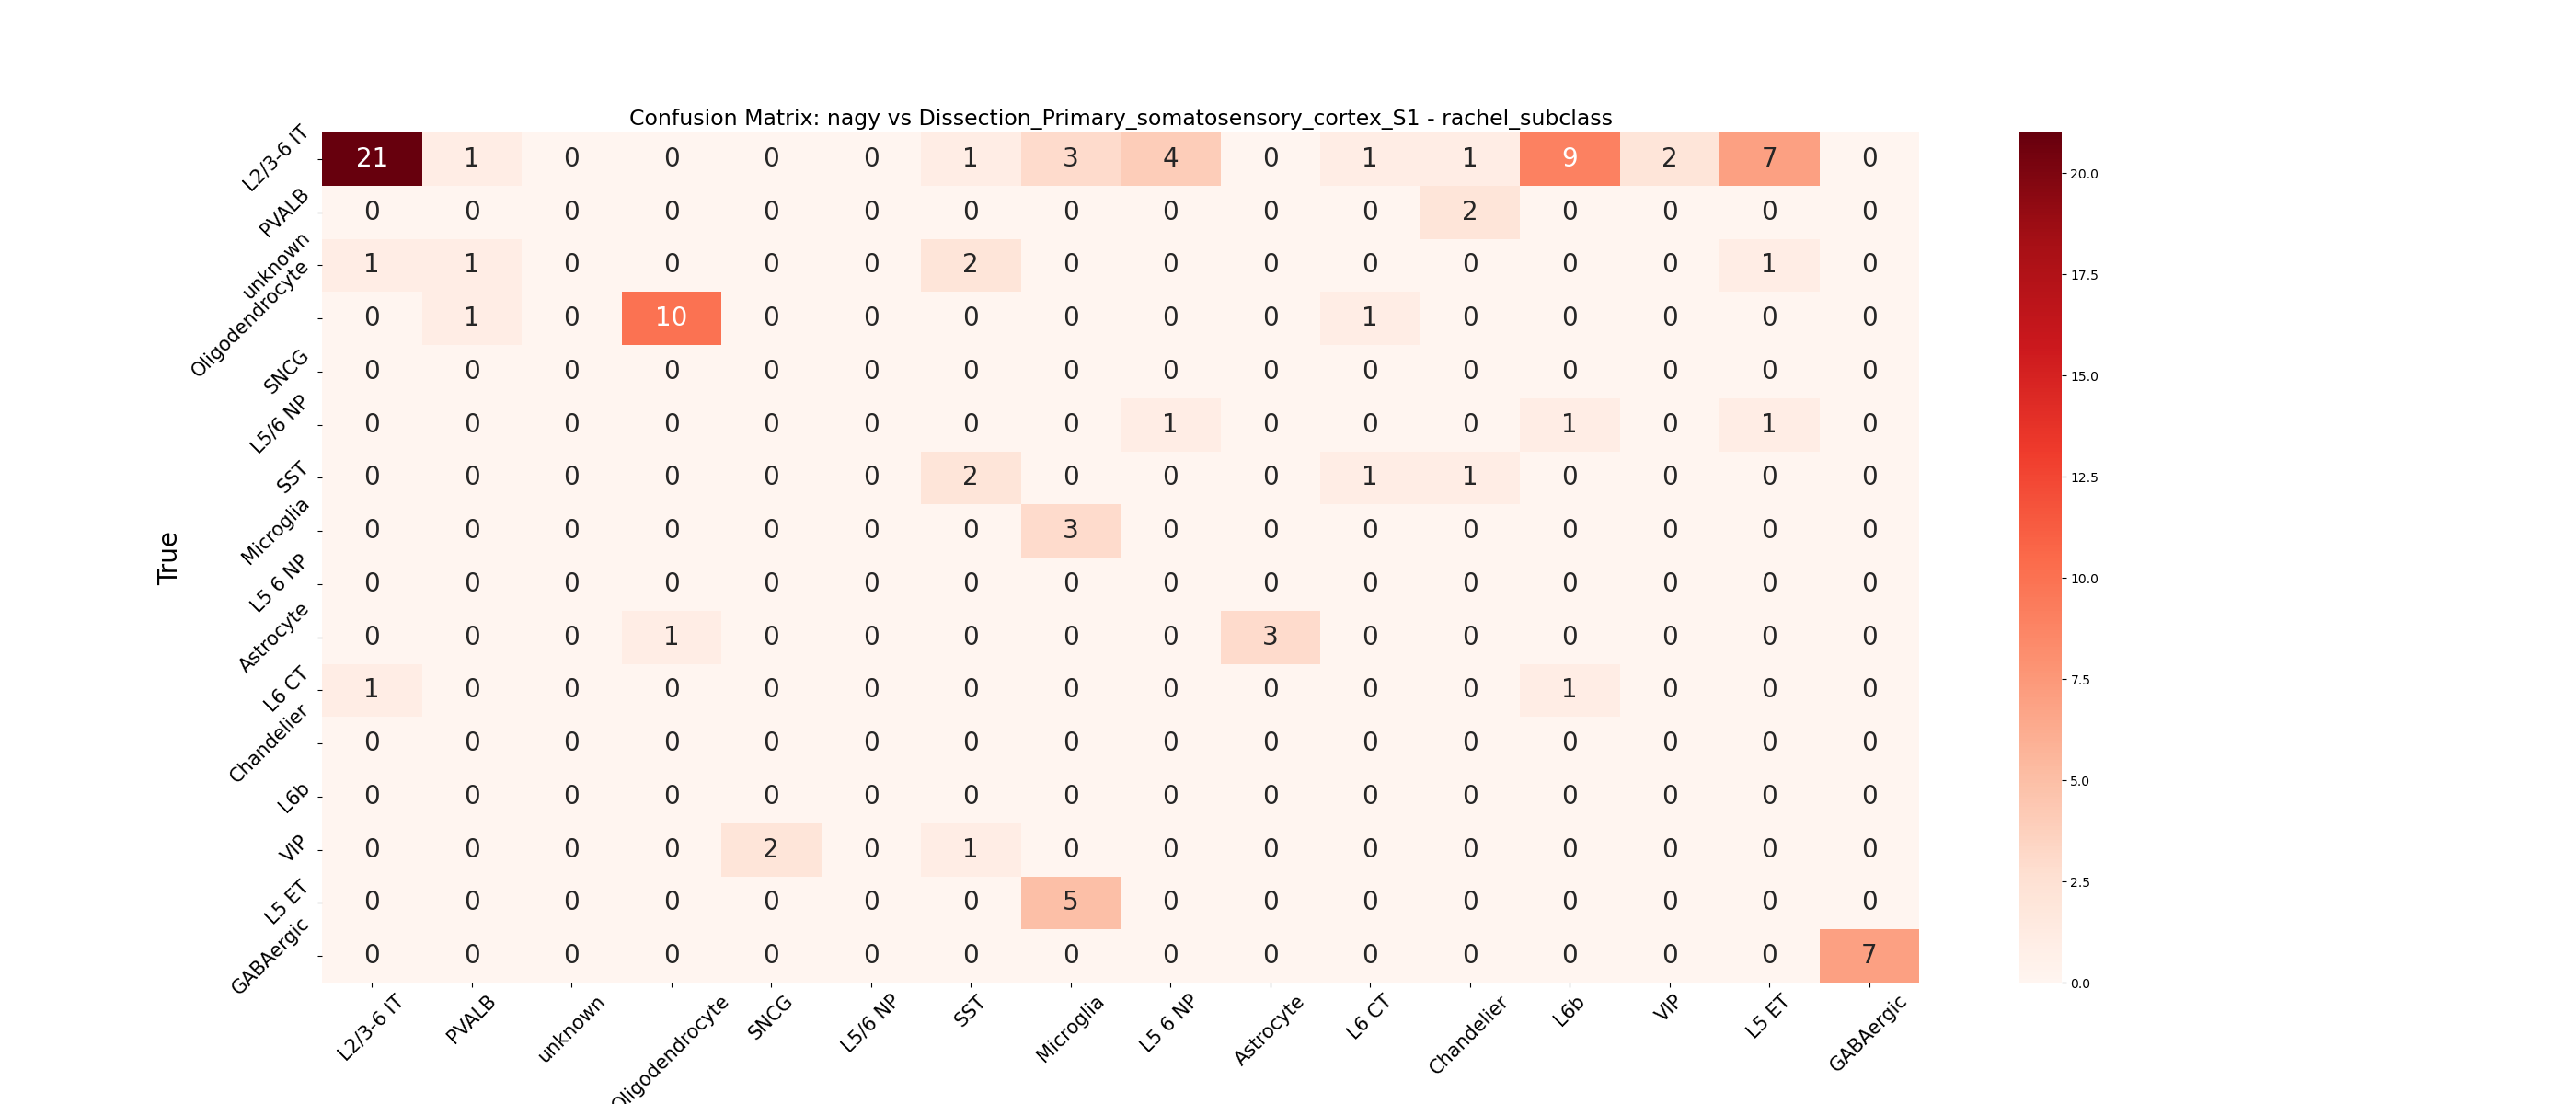 Confusion Matrix: nagy vs Dissection_Primary_somatosensory_cortex_S1 - rachel_subclass
True
L2/3-6 IT 21 1 0 0 0 0 1 3 4 0 1 1 9 2 7 0
PVALB 0 0 0 0 0 0 0 0 0 0 0 2 0 0 0 0
unknown 1 1 0 0 0 0 2 0 0 0 0 0 0 0 1 0
Oligodendrocyte 0 1 0 10 0 0 0 0 0 0 1 0 0 0 0 0
SNCG 0 0 0 0 0 0 0 0 0 0 0 0 0 0 0 0
L5/6 NP 0 0 0 0 0 0 0 0 1 0 0 0 1 0 1 0
SST 0 0 0 0 0 0 2 0 0 0 1 1 0 0 0 0
Microglia 0 0 0 0 0 0 0 3 0 0 0 0 0 0 0 0
L5 6 NP 0 0 0 0 0 0 0 0 0 0 0 0 0 0 0 0
Astrocyte 0 0 0 1 0 0 0 0 0 3 0 0 0 0 0 0
L6 CT 1 0 0 0 0 0 0 0 0 0 0 0 1 0 0 0
Chandelier 0 0 0 0 0 0 0 0 0 0 0 0 0 0 0 0
L6b 0 0 0 0 0 0 0 0 0 0 0 0 0 0 0 0
VIP 0 0 0 0 2 0 1 0 0 0 0 0 0 0 0 0
L5 ET 0 0 0 0 0 0 0 5 0 0 0 0 0 0 0 0
GABAergic 0 0 0 0 0 0 0 0 0 0 0 0 0 0 0 7
L2/3-6 IT PVALB unknown Oligodendrocyte SNCG L5/6 NP SST Microglia L5 6 NP Astrocyte L6 CT Chandelier L6b VIP L5 ET GABAergic
20.0
17.5
15.0
12.5
10.0
7.5
5.0
2.5
0.0